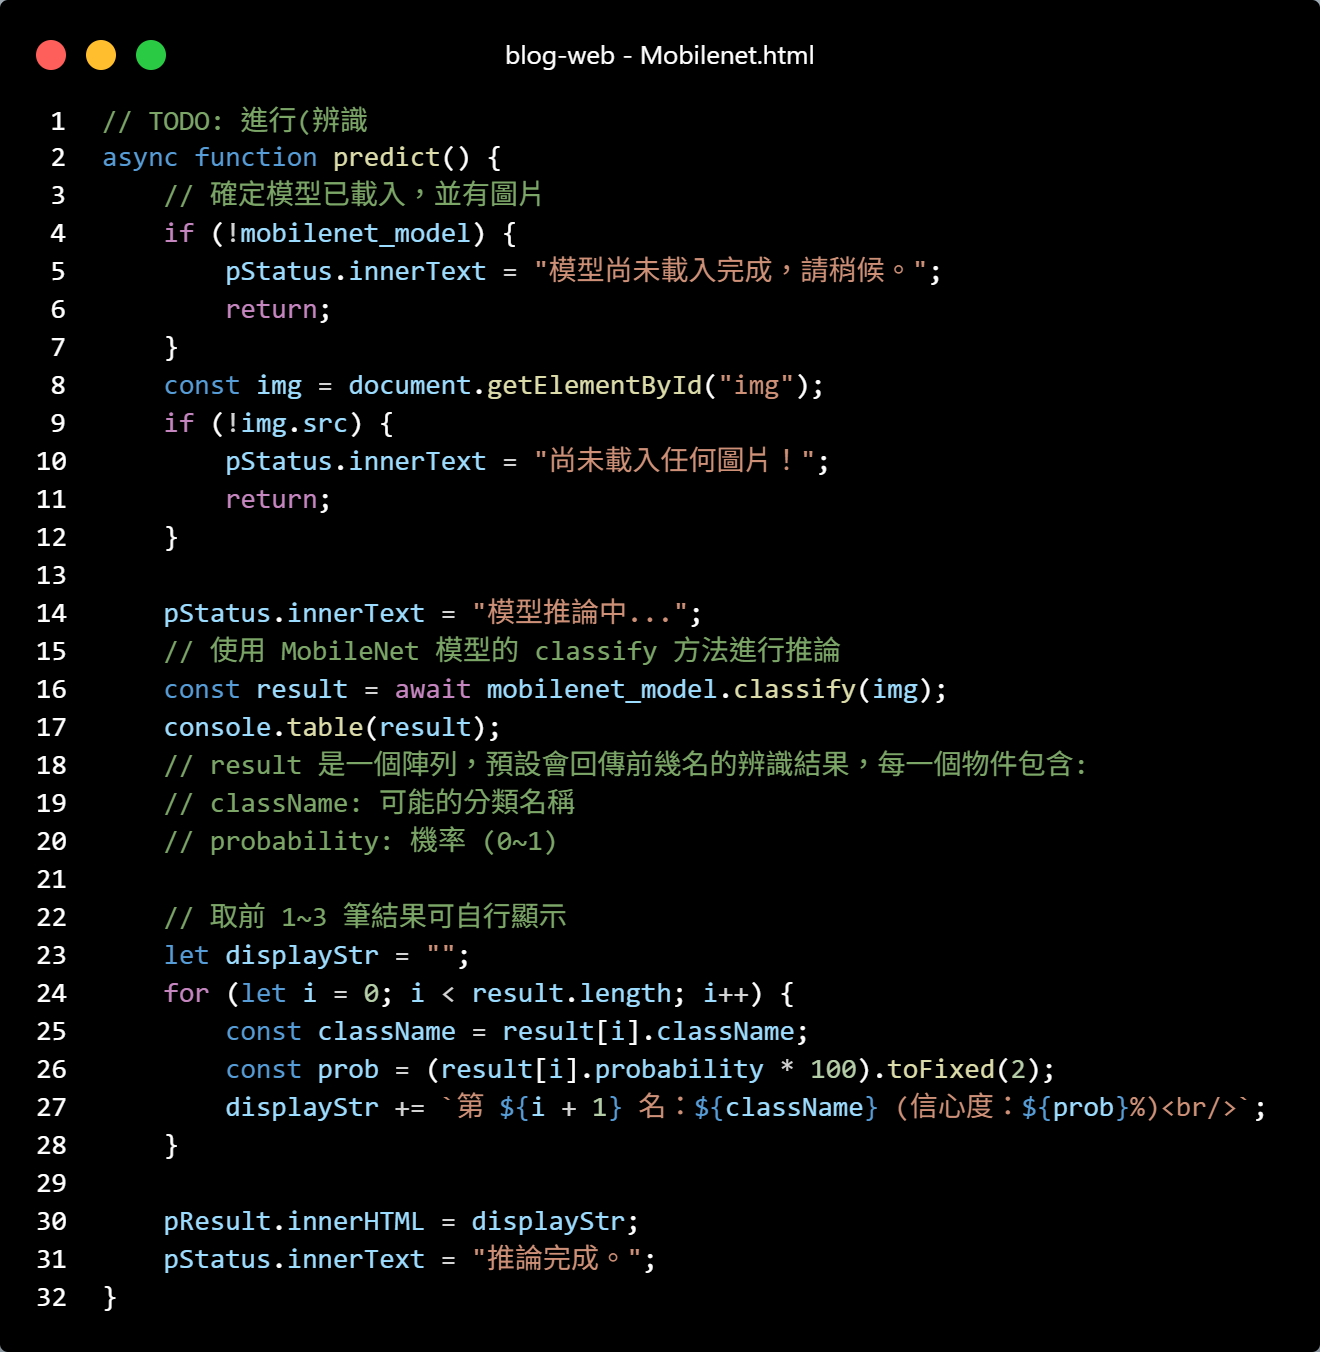 blog-web - Mobilenet.html
1 // TODO: 進行(辨識
2 async function predict() {
3     // 確定模型已載入，並有圖片
4     if (!mobilenet_model) {
5         pStatus.innerText = "模型尚未載入完成，請稍候。";
6         return;
7     }
8     const img = document.getElementById("img");
9     if (!img.src) {
10         pStatus.innerText = "尚未載入任何圖片！";
11         return;
12     }
13
14     pStatus.innerText = "模型推論中...";
15     // 使用 MobileNet 模型的 classify 方法進行推論
16     const result = await mobilenet_model.classify(img);
17     console.table(result);
18     // result 是一個陣列，預設會回傳前幾名的辨識結果，每一個物件包含:
19     // className: 可能的分類名稱
20     // probability: 機率 (0~1)
21
22     // 取前 1~3 筆結果可自行顯示
23     let displayStr = "";
24     for (let i = 0; i < result.length; i++) {
25         const className = result[i].className;
26         const prob = (result[i].probability * 100).toFixed(2);
27         displayStr += `第 ${i + 1} 名：${className} (信心度：${prob}%)<br/>`;
28     }
29
30     pResult.innerHTML = displayStr;
31     pStatus.innerText = "推論完成。";
32 }